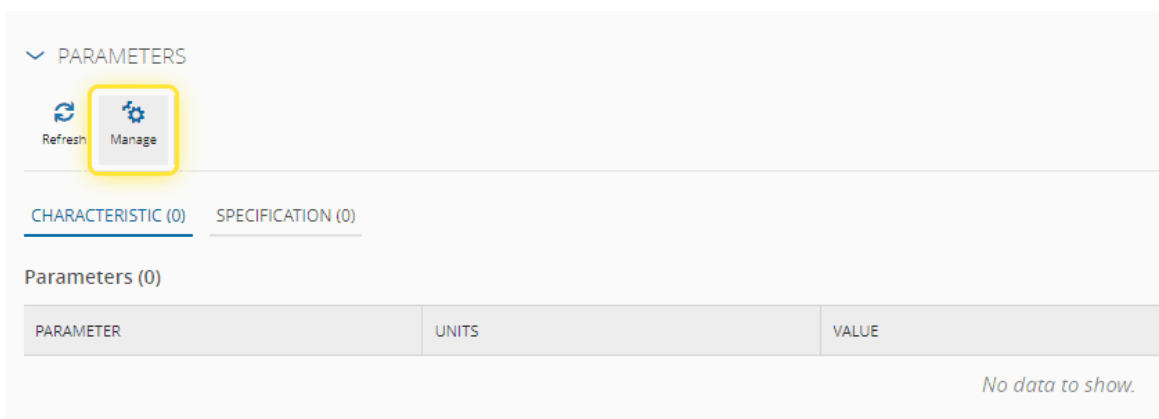 PARAMETERS
Refresh Manage
CHARACTERISTIC (0) SPECIFICATION (0)
Parameters (0)
PARAMETER UNITS VALUE
No data to show.